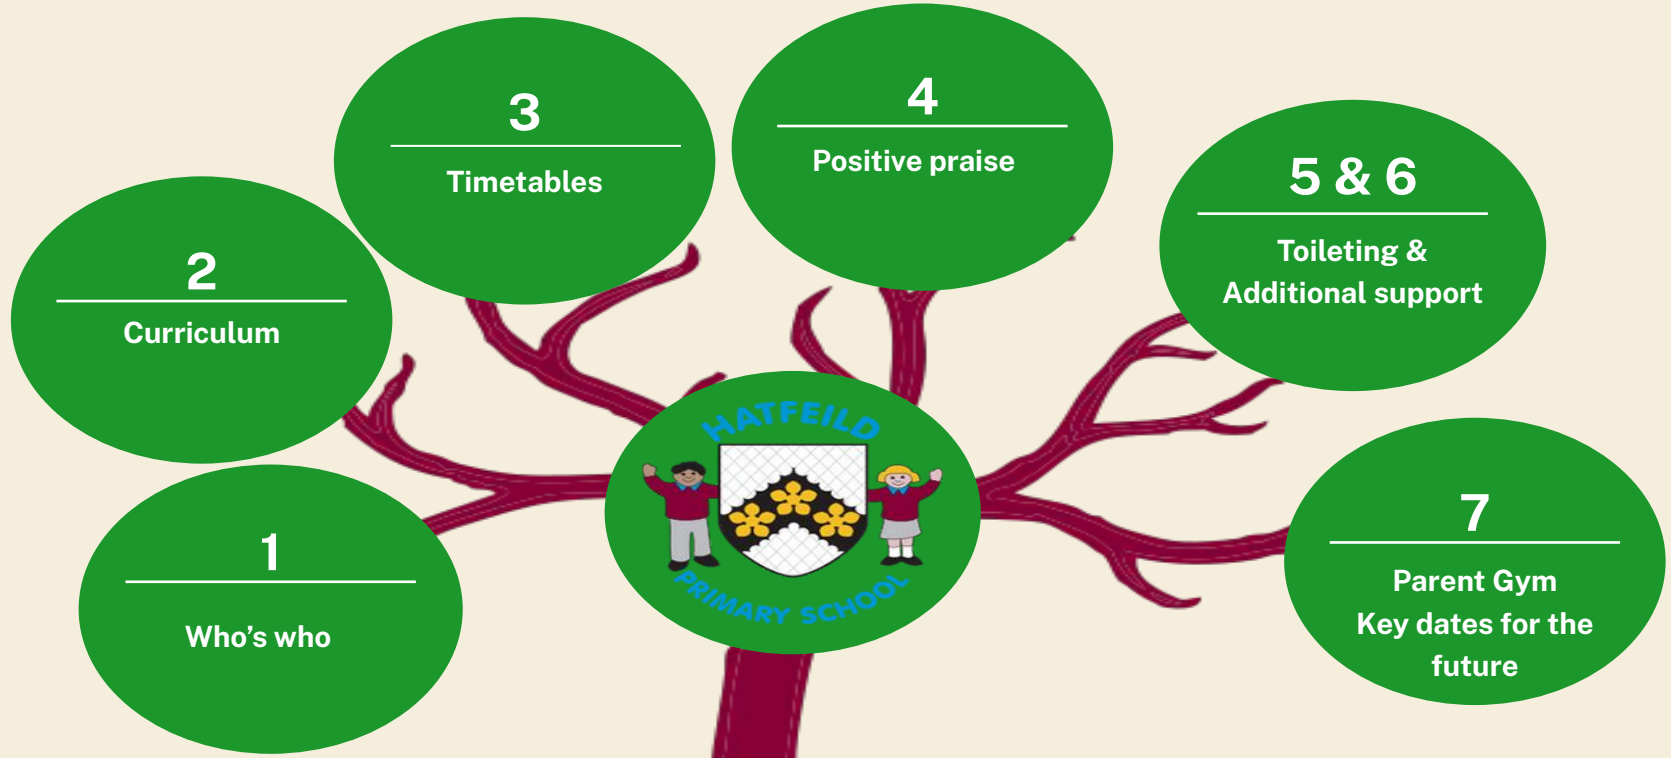 1
Who’s who
2
Curriculum
3
Timetables
4
Positive praise
5 & 6
Toileting &
Additional support
7
Parent Gym
Key dates for the
future
HATFEILD
PRIMARY SCHOOL